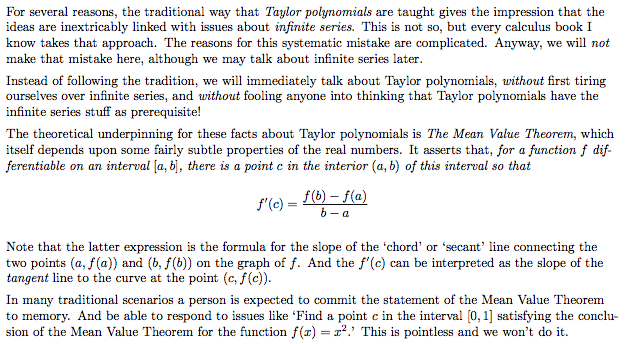 For several reasons, the traditional way that Taylor polynomials are taught gives the impression that the
ideas are inextricably linked with issues about infinite series. This is not so, but every calculus book I
know takes that approach. The reasons for this systematic mistake are complicated. Anyway, we will not
make that mistake here, although we may talk about infinite series later.
Instead of following the tradition, we will immediately talk about Taylor polynomials, without first tiring
ourselves over infinite series, and without fooling anyone into thinking that Taylor polynomials have the
infinite series stuff as prerequisite!
The theoretical underpinning for these facts about Taylor polynomials is The Mean Value Theorem, which
itself depends upon some fairly subtle properties of the real numbers. It asserts that, for a function f dif-
ferentiable on an interval [a, b], there is a point c in the interior (a, b) of this interval so that
f′(c) = f(b) − f(a) / b − a
Note that the latter expression is the formula for the slope of the ‘chord’ or ‘secant’ line connecting the
two points (a, f(a)) and (b, f(b)) on the graph of f. And the f′(c) can be interpreted as the slope of the
tangent line to the curve at the point (c, f(c)).
In many traditional scenarios a person is expected to commit the statement of the Mean Value Theorem
to memory. And be able to respond to issues like ‘Find a point c in the interval [0, 1] satisfying the conclu-
sion of the Mean Value Theorem for the function f(x) = x².’ This is pointless and we won’t do it.